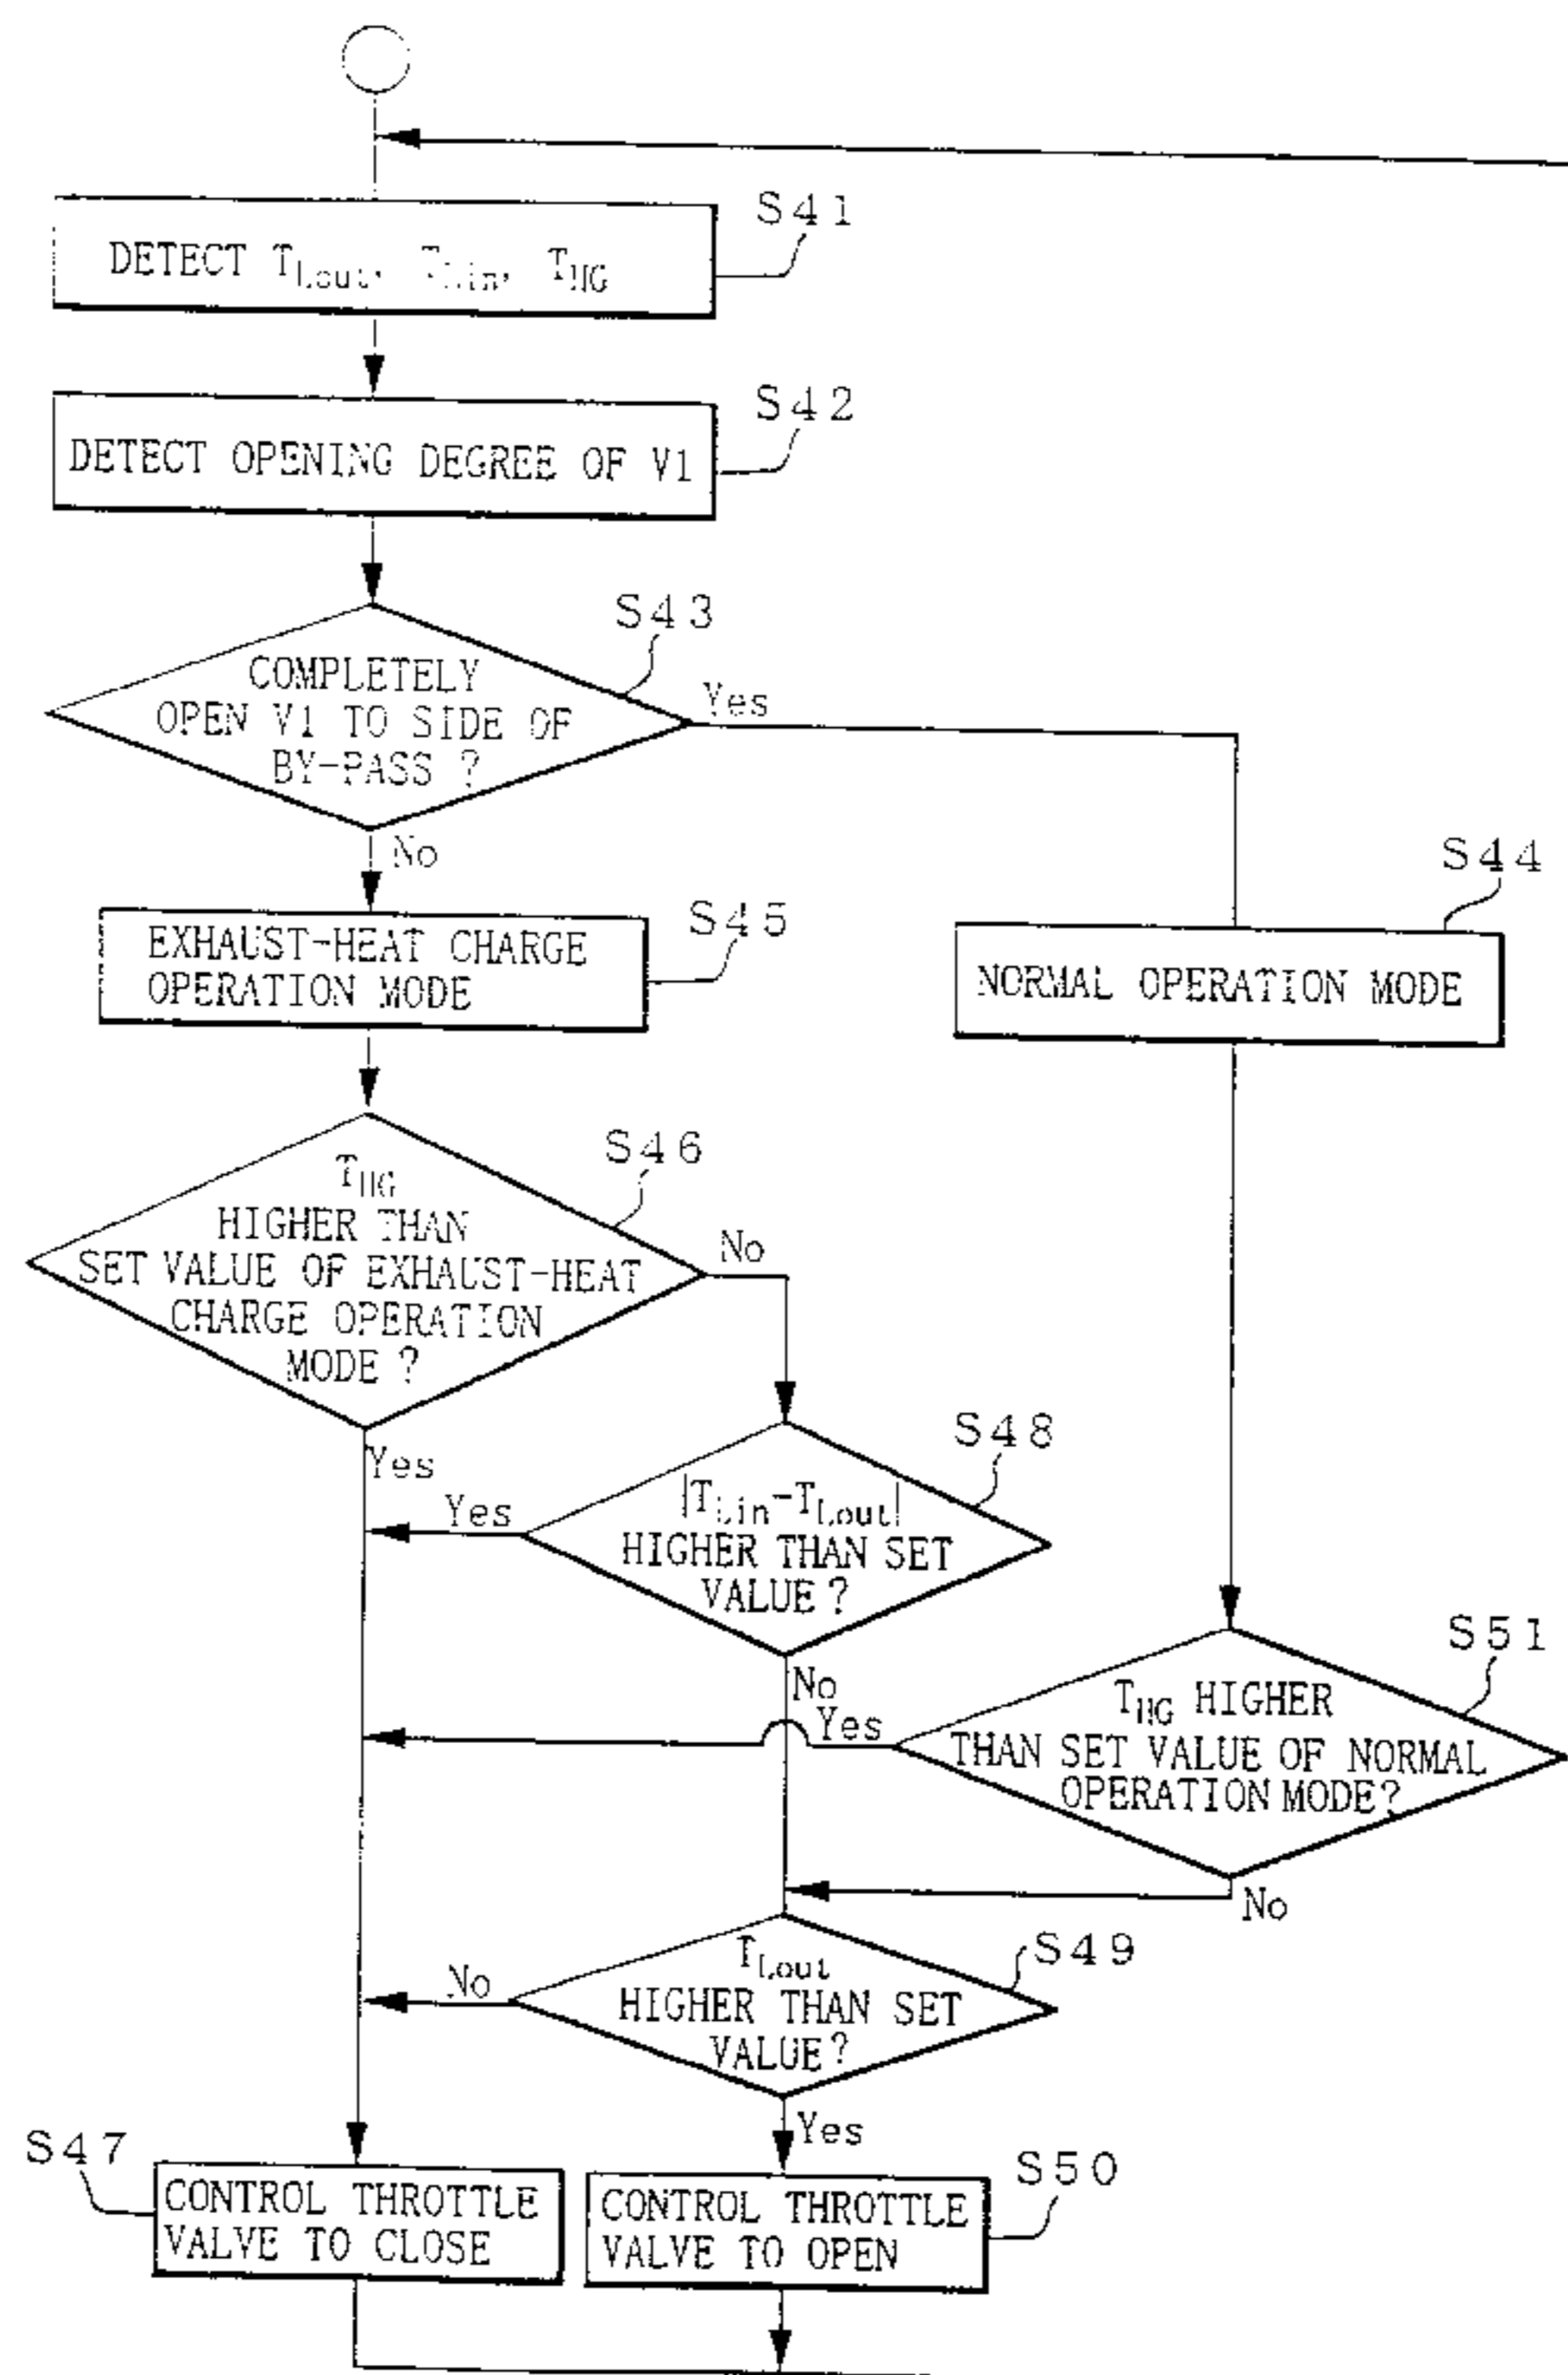 S41
DETECT T_Lout, T_Lin, T_HG
S42
DETECT OPENING DEGREE OF V1
S43
COMPLETELY
OPEN V1 TO SIDE OF
BY-PASS ?
Yes
No
S44
S45
EXHAUST-HEAT CHARGE
OPERATION MODE
NORMAL OPERATION MODE
S46
T_HG
HIGHER THAN
SET VALUE OF EXHAUST-HEAT
CHARGE OPERATION
MODE ?
No
Yes
S48
|T_Lin-T_Lout|
HIGHER THAN SET
VALUE ?
Yes
No
S51
T_HG HIGHER
THAN SET VALUE OF NORMAL
OPERATION MODE?
Yes
No
S49
T_Lout
HIGHER THAN SET
VALUE?
No
Yes
S47
CONTROL THROTTLE
VALVE TO CLOSE
S50
CONTROL THROTTLE
VALVE TO OPEN